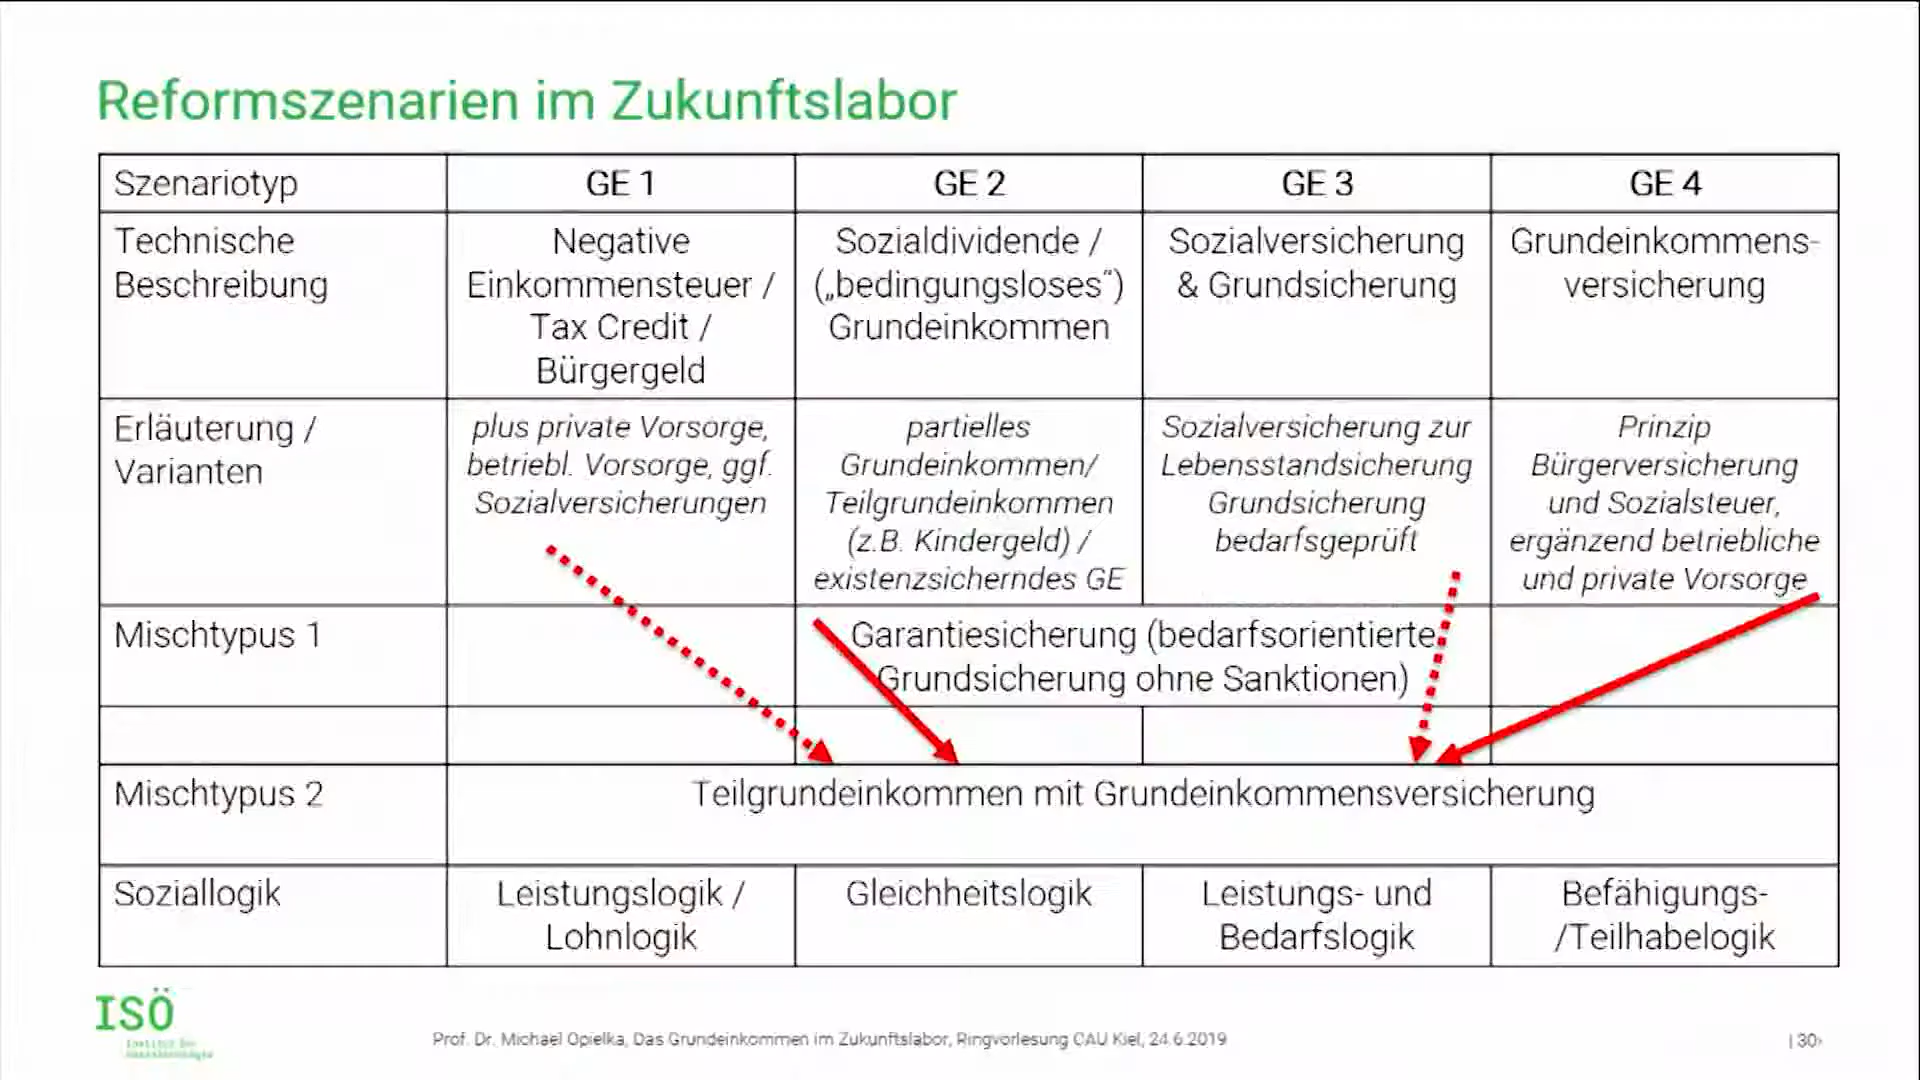 Reformszenarien im Zukunftslabor
Szenariotyp
GE 1
GE 2
GE 3
GE 4
Technische
Beschreibung
Negative
Einkommensteuer /
Tax Credit /
Bürgergeld
Sozialdividende /
(„bedingungsloses“)
Grundeinkommen
Sozialversicherung
& Grundsicherung
Grundeinkommens-
versicherung
Erläuterung /
Varianten
plus private Vorsorge,
betriebl. Vorsorge, ggf.
Sozialversicherungen
partielles
Grundeinkommen/
Teilgrundeinkommen
(z.B. Kindergeld) /
existenzsicherndes GE
Sozialversicherung zur
Lebensstandsicherung
Grundsicherung
bedarfsgeprüft
Prinzip
Bürgerversicherung
und Sozialsteuer,
ergänzend betriebliche
und private Vorsorge
Mischtypus 1
Garantiesicherung (bedarfsorientierte
Grundsicherung ohne Sanktionen)
Mischtypus 2
Teilgrundeinkommen mit Grundeinkommensversicherung
Soziallogik
Leistungslogik /
Lohnlogik
Gleichheitslogik
Leistungs- und
Bedarfslogik
Befähigungs-
/Teilhabelogik
ISÖ
Institut für
Sozialökologie
Prof. Dr. Michael Opielka, Das Grundeinkommen im Zukunftslabor, Ringvorlesung CAU Kiel, 24.6.2019
| 30›